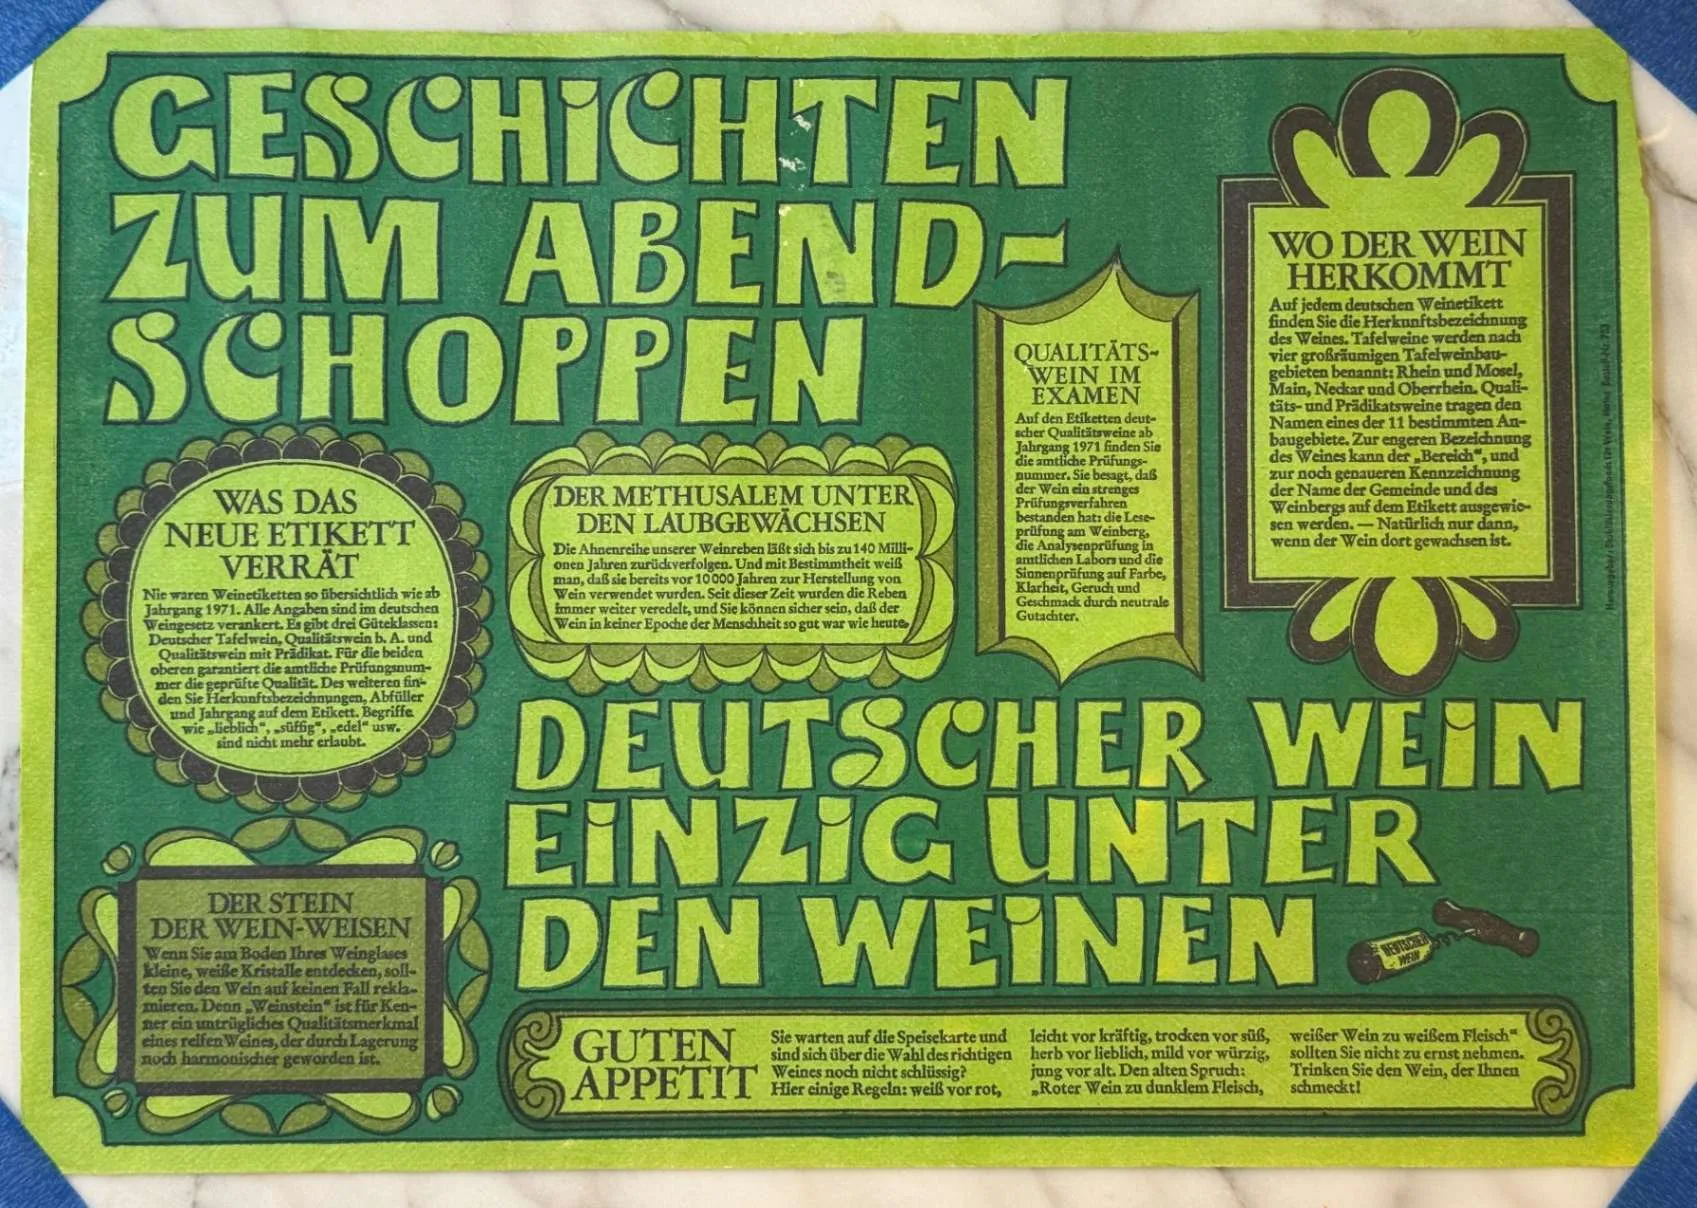 GESCHICHTEN
ZUM ABEND-
SCHOPPEN
WAS DAS
NEUE ETIKETT
VERRÄT
Nie waren Weinetiketten so übersichtlich wie ab
Jahrgang 1971. Alle Angaben sind im deutschen
Weingesetz verankert. Es gibt drei Güteklassen:
Deutscher Tafelwein, Qualitätswein b. A. und
Qualitätswein mit Prädikat. Für die beiden
oberen garantiert die amtliche Prüfungsnum-
mer die geprüfte Qualität. Des weiteren fin-
den Sie Herkunftsbezeichnungen, Abfüller
und Jahrgang auf dem Etikett. Begriffe
wie „lieblich“, „süffig“, „edel“ usw.
sind nicht mehr erlaubt.
DER METHUSALEM UNTER
DEN LAUBGEWÄCHSEN
Die Ahnenreihe unserer Weinreben läßt sich bis zu 140 Milli-
onen Jahren zurückverfolgen. Und mit Bestimmtheit weiß
man, daß sie bereits vor 10 000 Jahren zur Herstellung von
Wein verwendet wurden. Seit dieser Zeit wurden die Reben
immer weiter veredelt, und Sie können sicher sein, daß der
Wein in keiner Epoche der Menschheit so gut war wie heute.
QUALITÄTS-
WEIN IM
EXAMEN
Auf den Etiketten deut-
scher Qualitätsweine ab
Jahrgang 1971 finden Sie
die amtliche Prüfungs-
nummer. Sie besagt, daß
der Wein ein strenges
Prüfungsverfahren
bestanden hat: die Lese-
prüfung am Weinberg,
die Analysenprüfung in
amtlichen Labors und die
Sinnenprüfung auf Farbe,
Klarheit, Geruch und
Geschmack durch neutrale
Gutachter.
WO DER WEIN
HERKOMMT
Auf jedem deutschen Weinetikett
finden Sie die Herkunftsbezeichnung
des Weines. Tafelweine werden nach
vier großräumigen Tafelweinbau-
gebieten benannt: Rhein und Mosel,
Main, Neckar und Oberrhein. Quali-
täts- und Prädikatsweine tragen den
Namen eines der 11 bestimmten An-
baugebiete. Zur engeren Bezeichnung
des Weines kann der „Bereich“, und
zur noch genaueren Kennzeichnung
der Name der Gemeinde und des
Weinbergs auf dem Etikett ausgewie-
sen werden. — Natürlich nur dann,
wenn der Wein dort gewachsen ist.
DEUTSCHER WEIN
EINZIG UNTER
DEN WEINEN
DEUTSCHER
WEIN
DER STEIN
DER WEIN-WEISEN
Wenn Sie am Boden Ihres Weinglases
kleine, weiße Kristalle entdecken, soll-
ten Sie den Wein auf keinen Fall rekla-
mieren. Denn „Weinstein“ ist für Ken-
ner ein untrügliches Qualitätsmerkmal
eines reifen Weines, der durch Lagerung
noch harmonischer geworden ist.
GUTEN
APPETIT
Sie warten auf die Speisekarte und
sind sich über die Wahl des richtigen
Weines noch nicht schlüssig?
Hier einige Regeln: weiß vor rot,
leicht vor kräftig, trocken vor süß,
herb vor lieblich, mild vor würzig,
jung vor alt. Den alten Spruch:
„Roter Wein zu dunklem Fleisch,
weißer Wein zu weißem Fleisch“
sollten Sie nicht zu ernst nehmen.
Trinken Sie den Wein, der Ihnen
schmeckt!